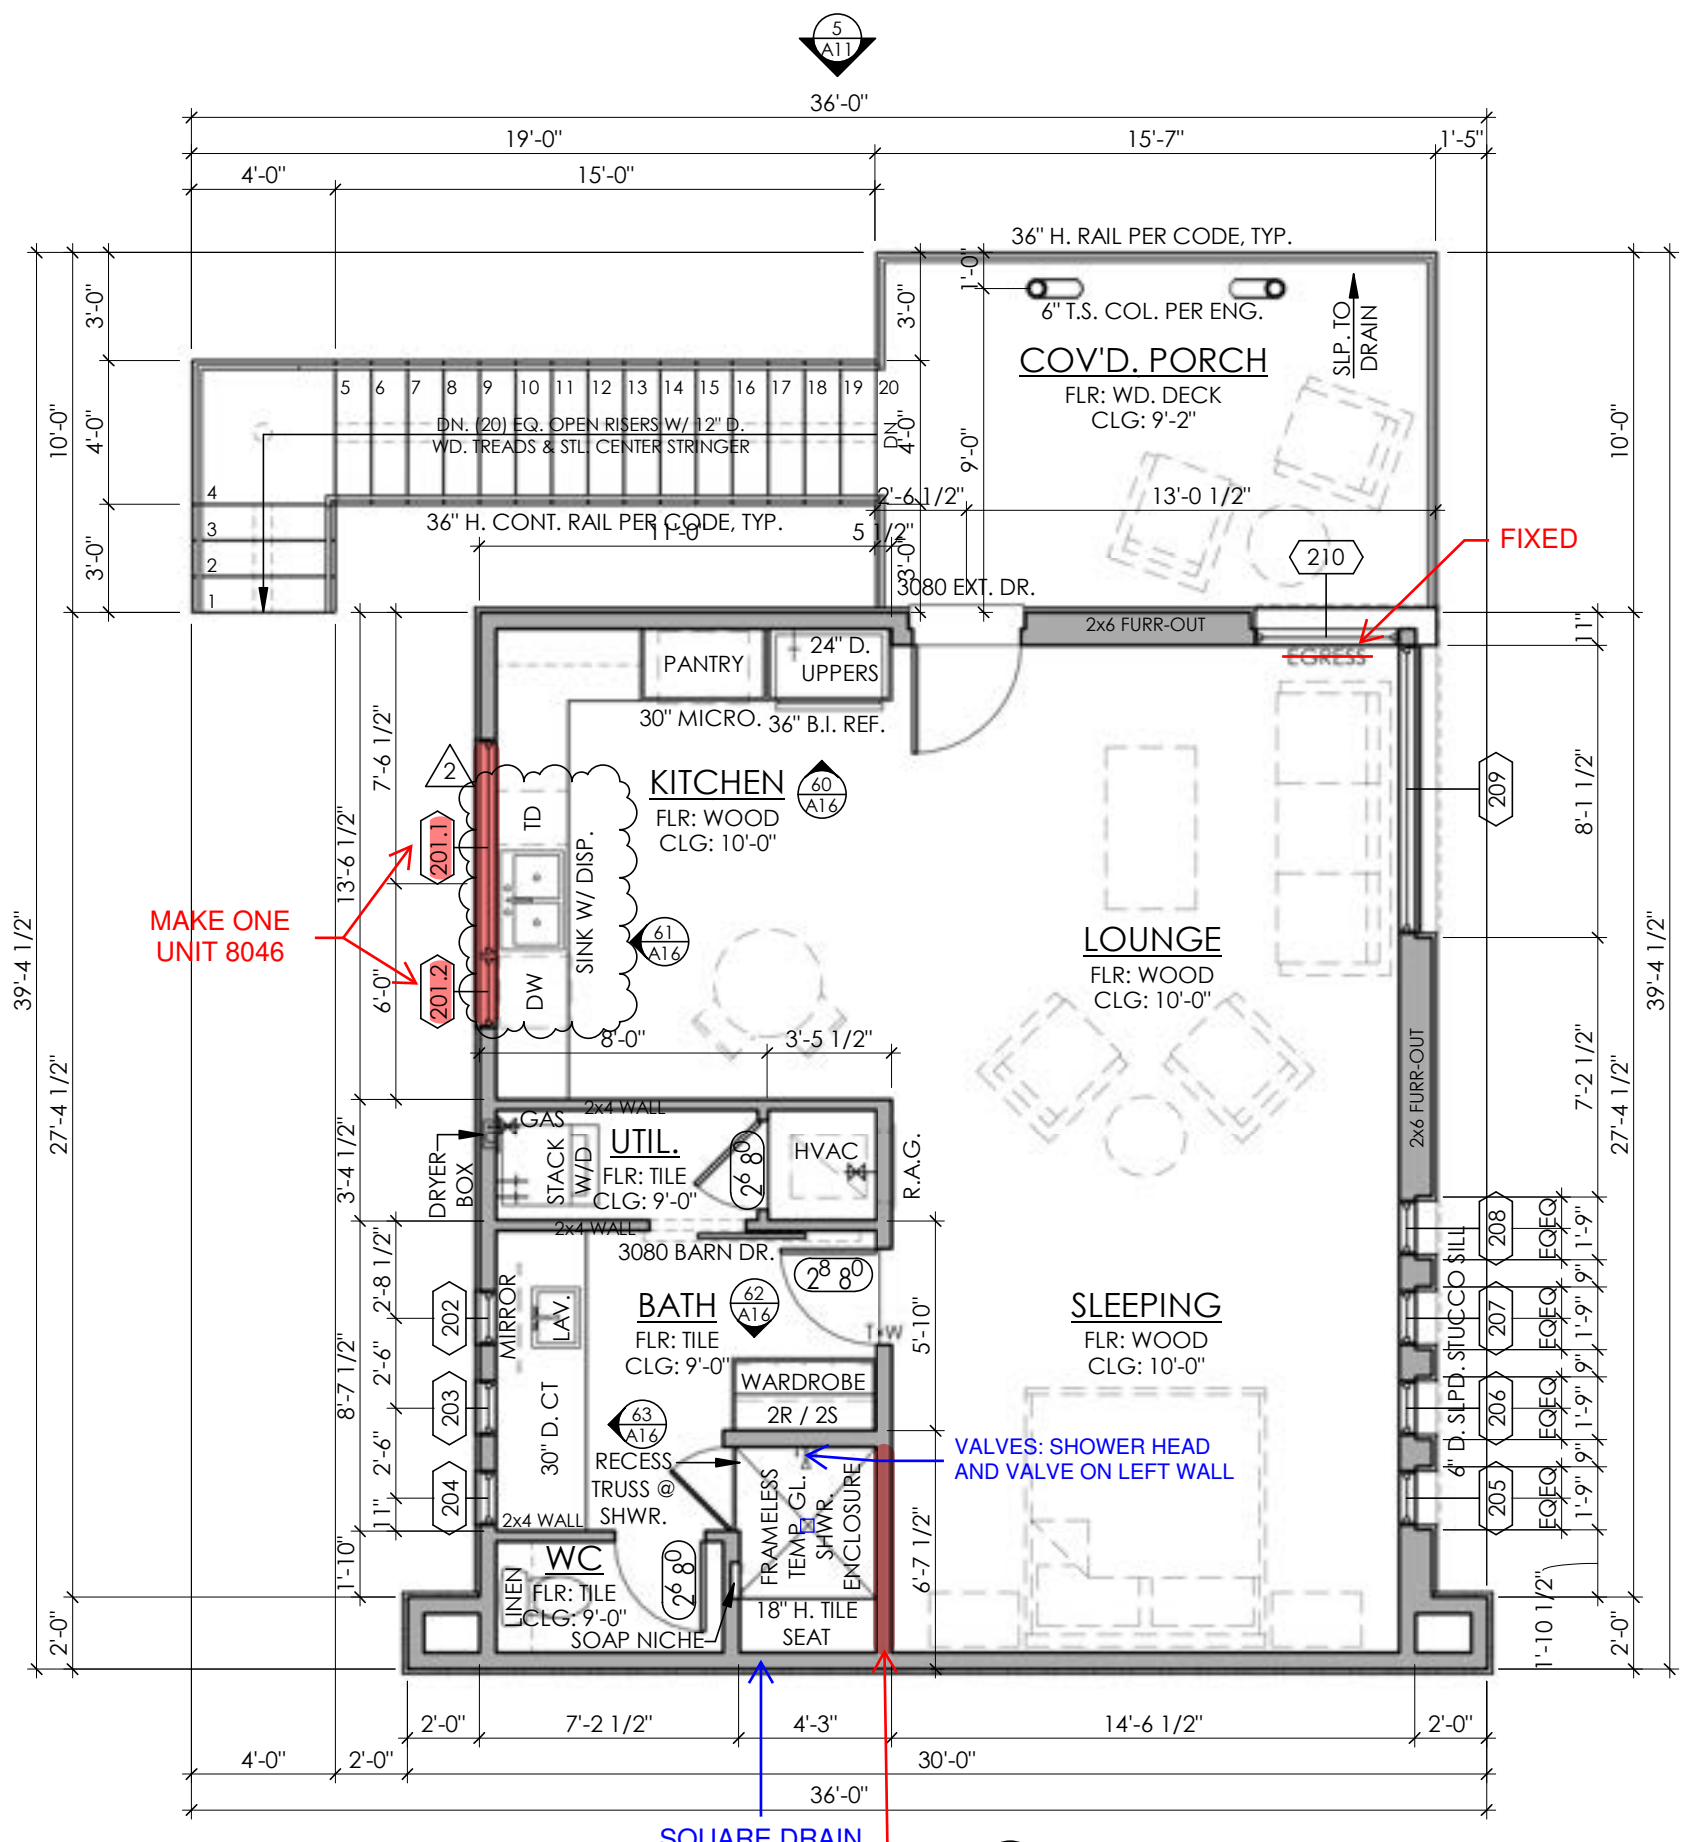 5
A11
36'-0"
19'-0"
15'-7"
1'-5"
4'-0"
15'-0"
36" H. RAIL PER CODE, TYP.
1'-0"
3'-0"
3'-0"
6" T.S. COL. PER ENG.
SLP. TO
DRAIN
COV'D. PORCH
FLR: WD. DECK
CLG: 9'-2"
5 6 7 8 9 10 11 12 13 14 15 16 17 18 19 20
DN. (20) EQ. OPEN RISERS W/ 12" D.
WD. TREADS & STL. CENTER STRINGER
DN
10'-0"
4'-0"
4'-0"
9'-0"
10'-0"
4
3
2
1
2'-6 1/2"
13'-0 1/2"
36" H. CONT. RAIL PER CODE, TYP.
11'-0"
5 1/2"
3'-0"
3'-0"
FIXED
210
3080 EXT. DR.
2x6 FURR-OUT
11"
EGRESS
PANTRY
24" D.
UPPERS
30" MICRO.
36" B.I. REF.
7'-6 1/2"
2
KITCHEN
FLR: WOOD
CLG: 10'-0"
60
A16
209
8'-1 1/2"
TD
201.1
13'-6 1/2"
SINK W/ DISP.
MAKE ONE
UNIT 8046
61
A16
201.2
DW
6'-0"
LOUNGE
FLR: WOOD
CLG: 10'-0"
39'-4 1/2"
39'-4 1/2"
8'-0"
3'-5 1/2"
27'-4 1/2"
2x6 FURR-OUT
7'-2 1/2"
27'-4 1/2"
2x4 WALL
GAS
UTIL.
FLR: TILE
CLG: 9'-0"
STACK
W/D
DRYER
BOX
2⁶ 8⁰
HVAC
R.A.G.
3'-4 1/2"
2x4 WALL
3080 BARN DR.
2⁸ 8⁰
208
EQ EQ
1'-9"
9"
2'-8 1/2"
MIRROR
202
LAV.
BATH
FLR: TILE
CLG: 9'-0"
62
A16
T W
5'-10"
SLEEPING
FLR: WOOD
CLG: 10'-0"
6" D. SLPD. STUCCO SILL
207
EQ EQ
1'-9"
9"
8'-7 1/2"
2'-6"
203
30" D. CT
WARDROBE
2R / 2S
63
A16
206
EQ EQ
1'-9"
9"
RECESS
TRUSS @
SHWR.
FRAMELESS
TEMP. GL.
SHWR.
ENCLOSURE
VALVES: SHOWER HEAD
AND VALVE ON LEFT WALL
2'-6"
204
11"
205
EQ EQ
1'-9"
2x4 WALL
6'-7 1/2"
1'-10"
WC
FLR: TILE
CLG: 9'-0"
LINEN
2⁶ 8⁰
18" H. TILE
SEAT
SOAP NICHE
2'-0"
1'-10 1/2"
2'-0"
2'-0"
7'-2 1/2"
4'-3"
14'-6 1/2"
2'-0"
4'-0"
2'-0"
30'-0"
36'-0"
SQUARE DRAIN